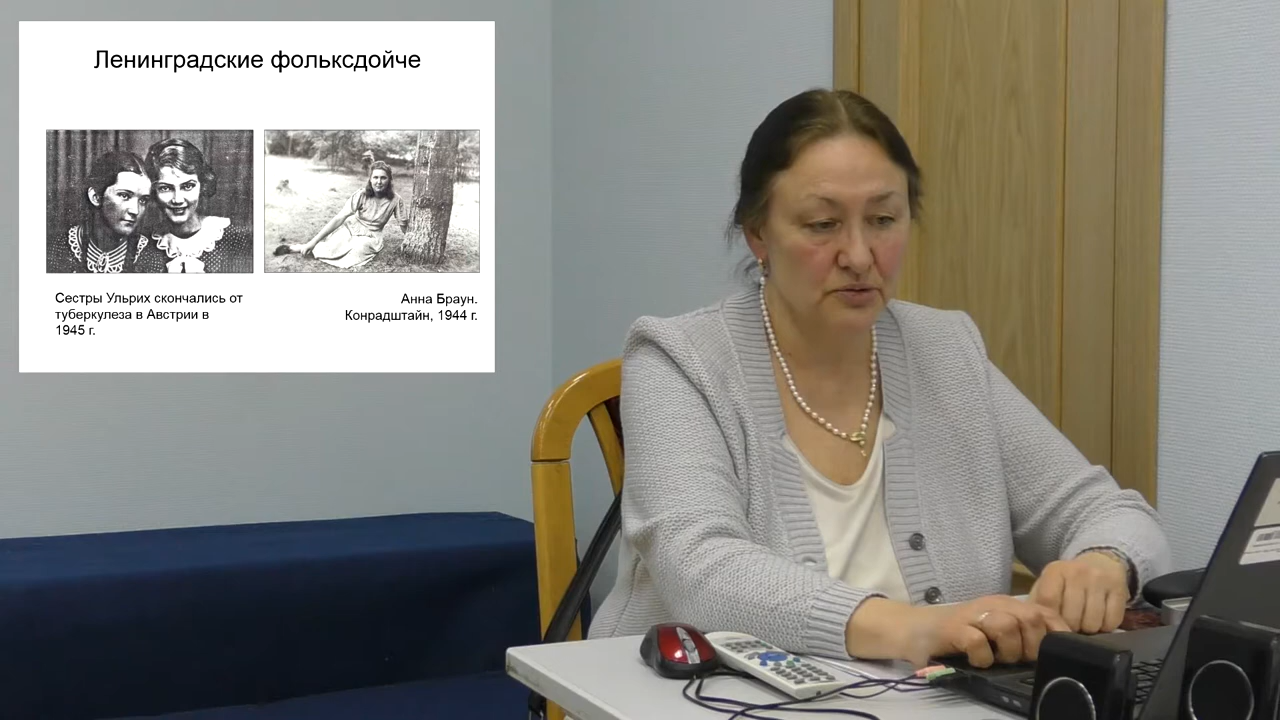 Ленинградские фольксдойче
Сестры Ульрих скончались от
туберкулеза в Австрии в
1945 г.
Анна Браун.
Конрадштайн, 1944 г.